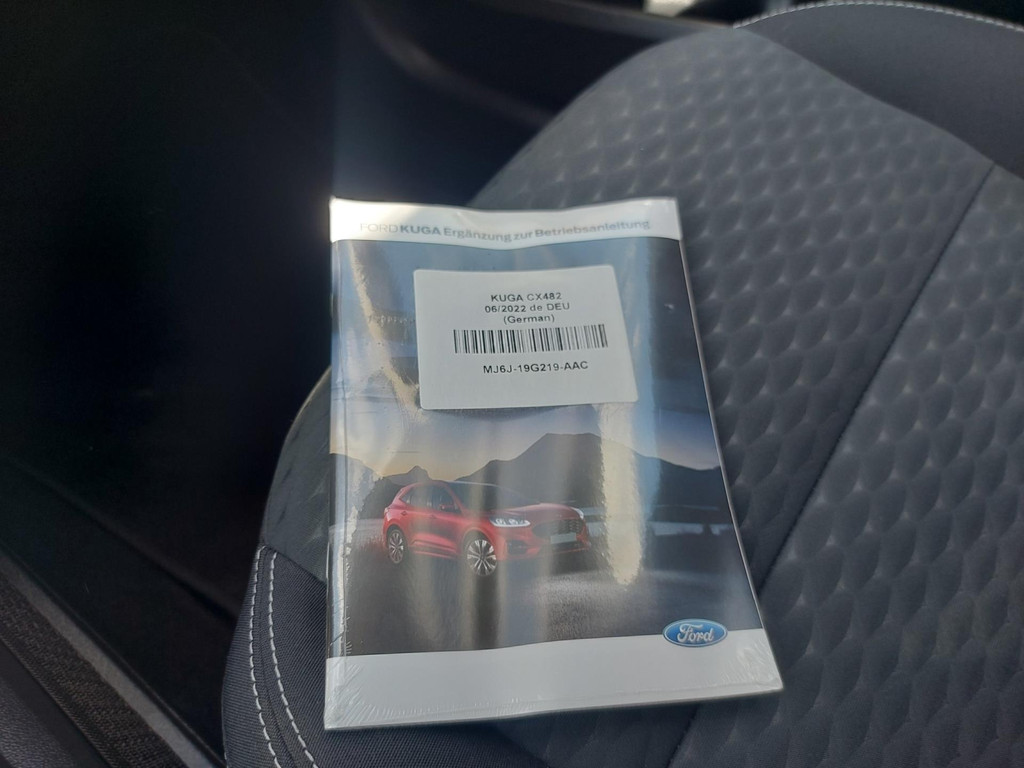 FORD KUGA Ergänzung zur Betriebsanleitung
KUGA CX482
06/2022 de DEU
(German)
MJ6J-19G219-AAC
Ford